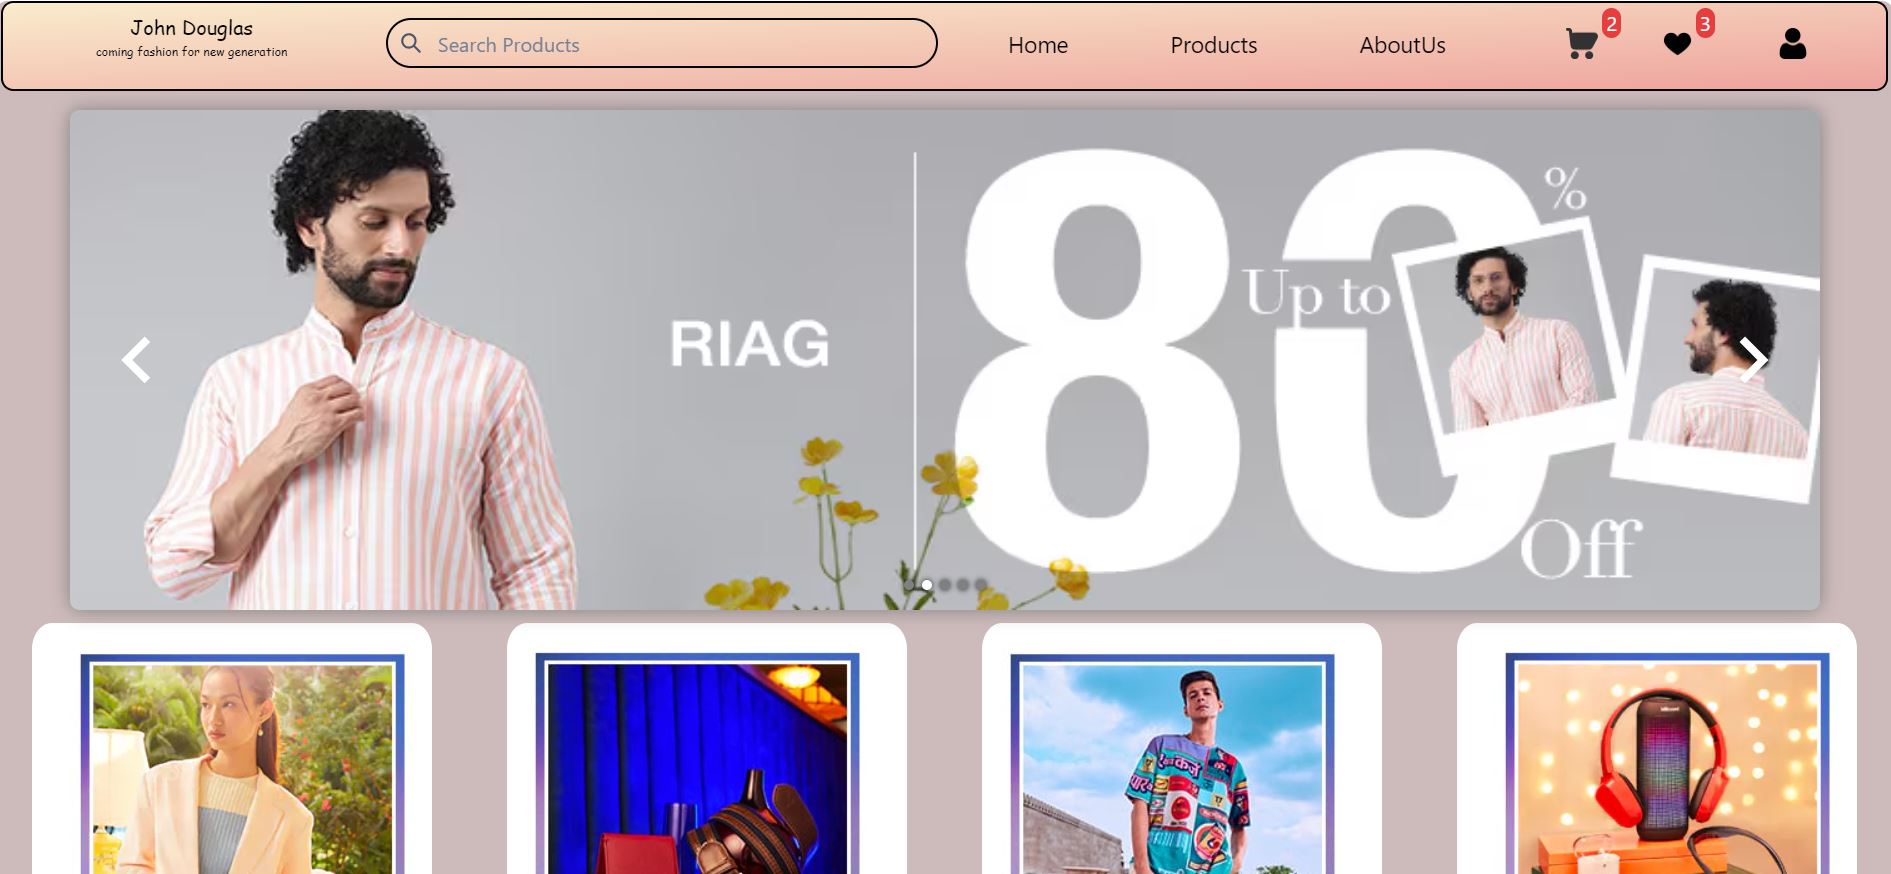 John Douglas
coming fashion for new generation
Search Products
Home
Products
AboutUs
2
3
RIAG
Up to
80
%
Off